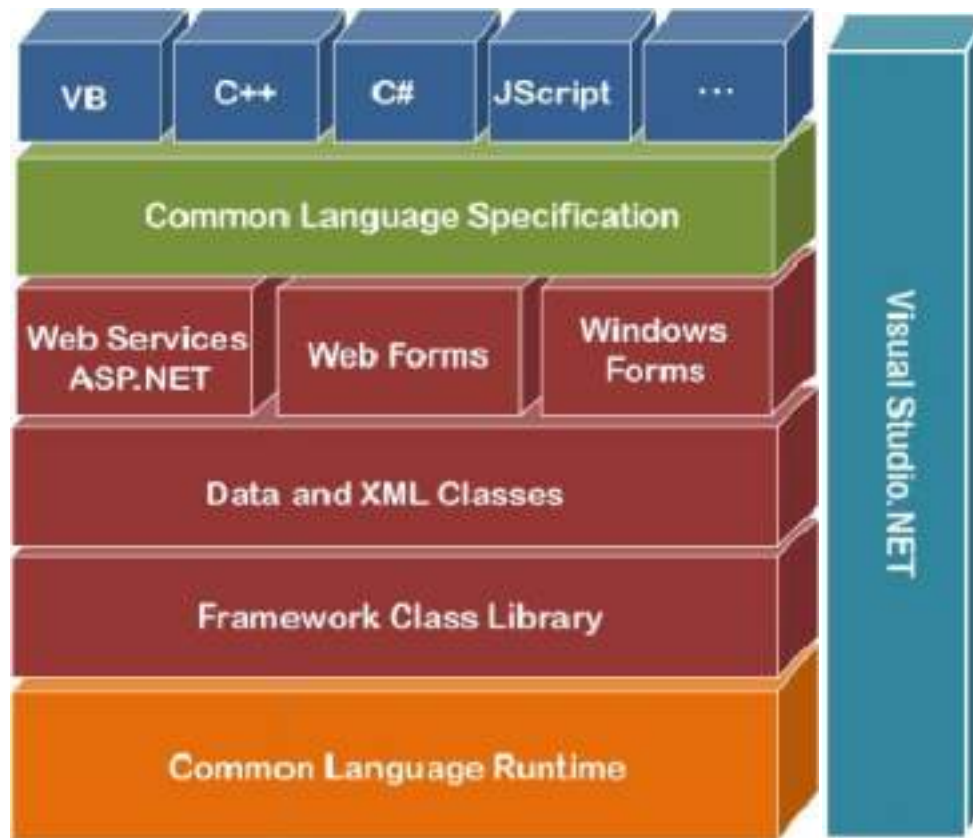 VB
C++
C#
JScript
...
Common Language Specification
Web Services
ASP.NET
Web Forms
Windows
Forms
Data and XML Classes
Framework Class Library
Common Language Runtime
Visual Studio.NET